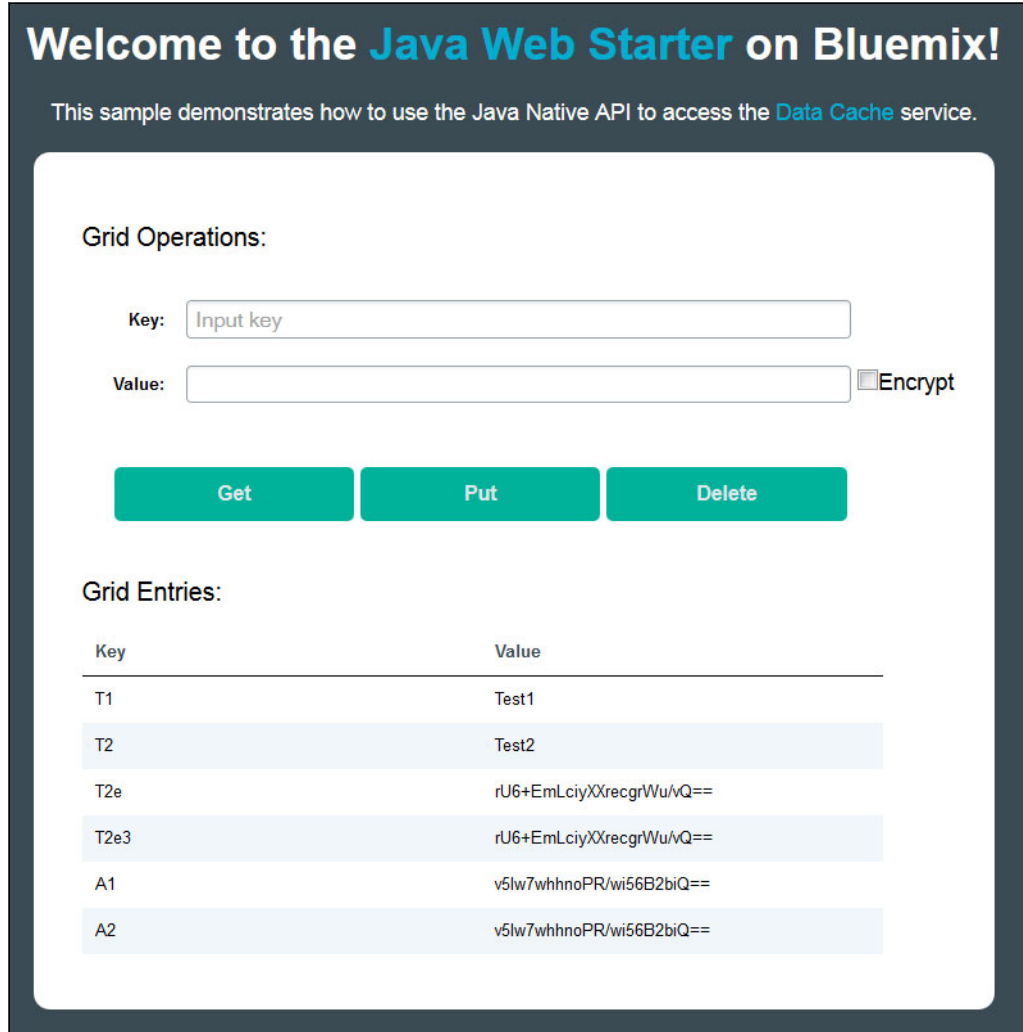 Welcome to the Java Web Starter on Bluemix!
This sample demonstrates how to use the Java Native API to access the Data Cache service.
Grid Operations:
Key: Input key
Value: Encrypt
Get Put Delete
Grid Entries:
Key Value
T1 Test1
T2 Test2
T2e rU6+EmLciyXXrecgrWu/vQ==
T2e3 rU6+EmLciyXXrecgrWu/vQ==
A1 v5lw7whhnoPR/wi56B2biQ==
A2 v5lw7whhnoPR/wi56B2biQ==